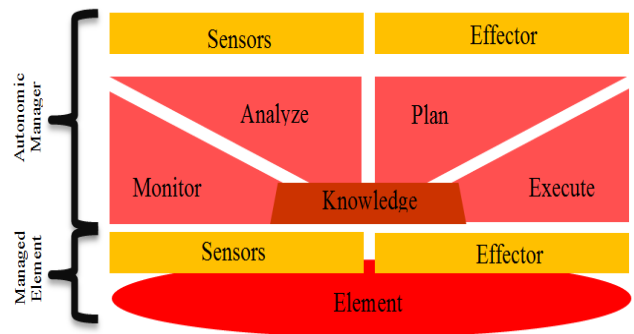 Sensors
Effector
Autonomic
Manager
Analyze
Plan
Monitor
Knowledge
Execute
Managed
Element
Sensors
Effector
Element